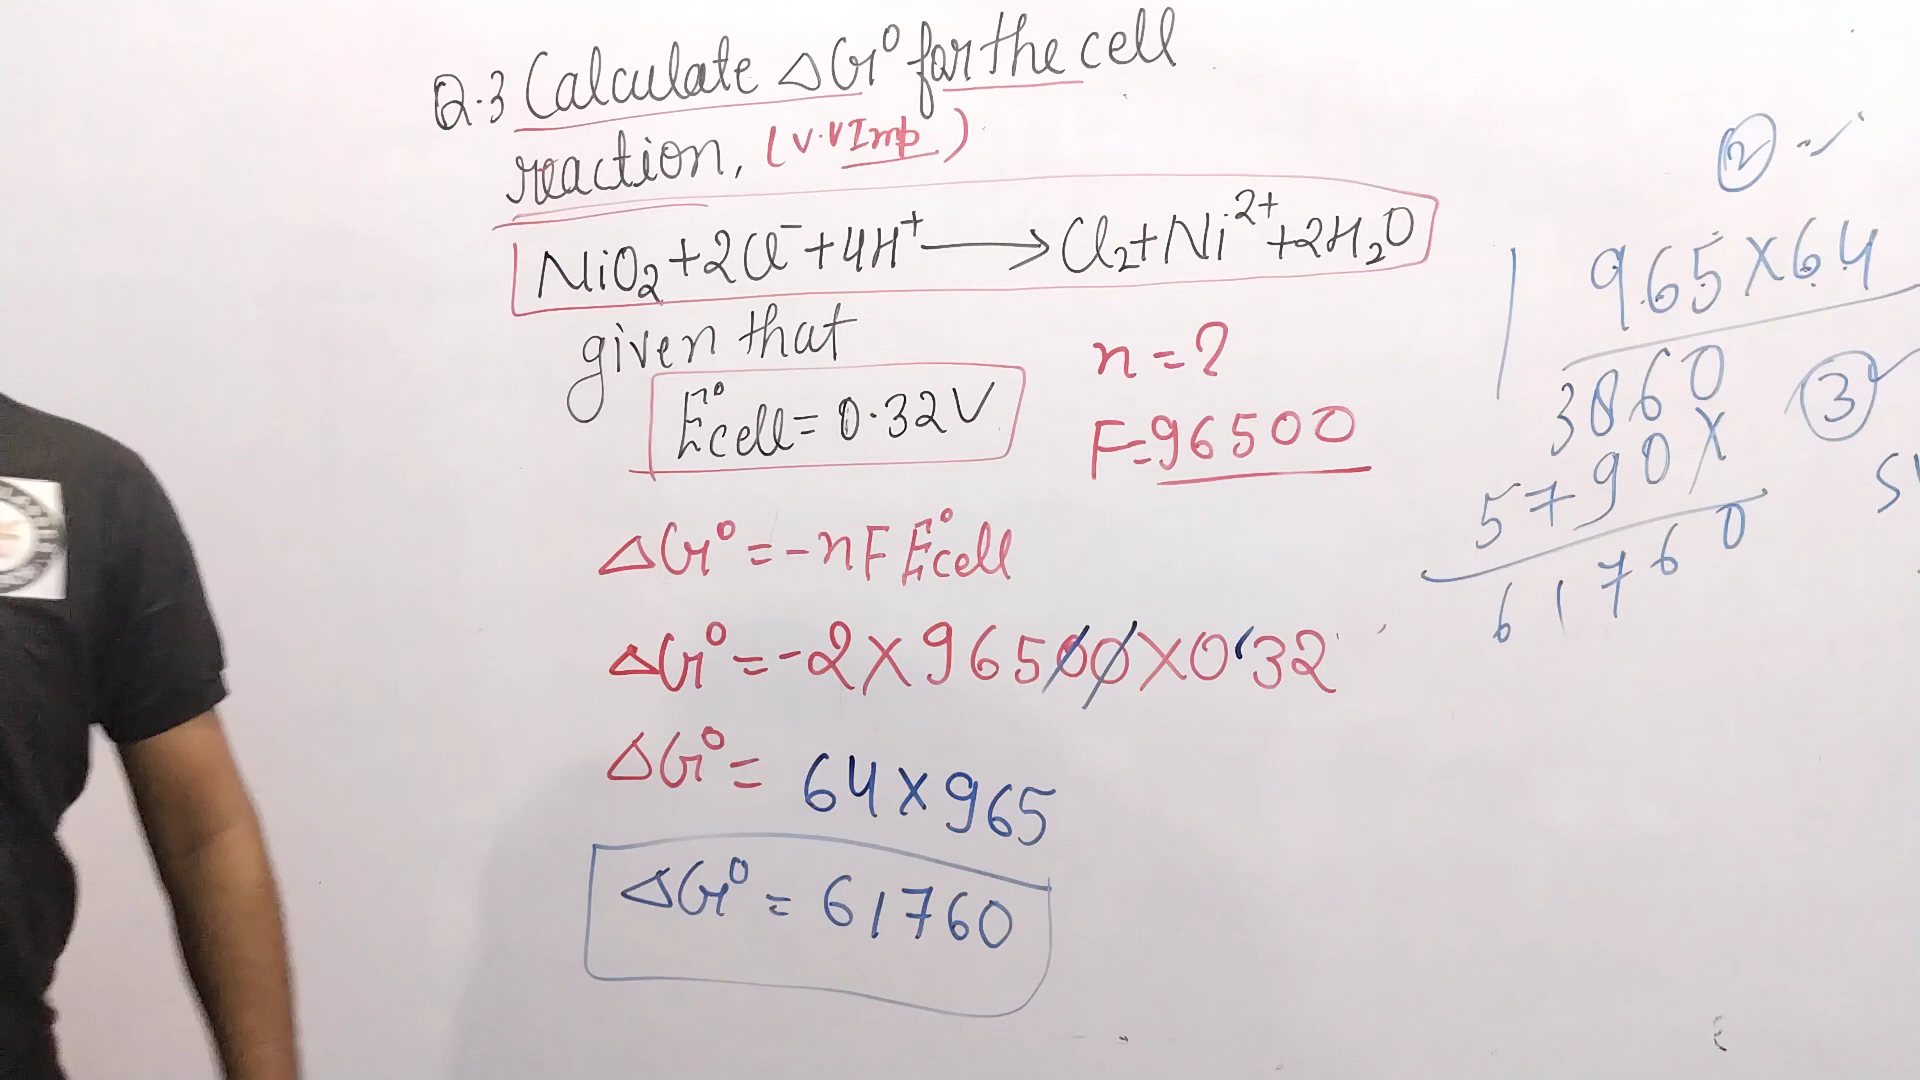 Q.3 Calculate ΔG° for the cell
reaction, (V.V Imp)
NiO₂ + 2Cl⁻ + 4H⁺ ⟶ Cl₂ + Ni²⁺ + 2H₂O
given that
E°cell = 0.32V
n = ?
F = 96500
ΔG° = -nFE°cell
ΔG° = -2 × 96500 × 0.32
ΔG° = 64 × 965
ΔG° = 61760
2
965 × 64
3860
5790×
61760
3